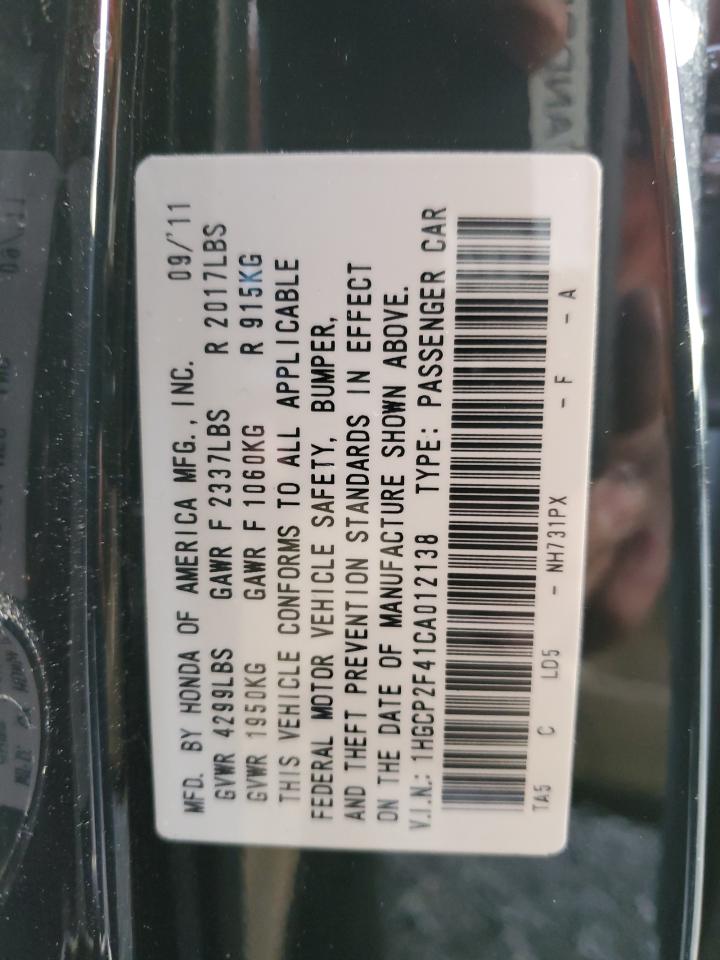 MFD. BY HONDA OF AMERICA MFG., INC. 09/'11
GVWR 4299LBS GAWR F 2337LBS R 2017LBS
GVWR 1950KG GAWR F 1060KG R 915KG
THIS VEHICLE CONFORMS TO ALL APPLICABLE
FEDERAL MOTOR VEHICLE SAFETY, BUMPER,
AND THEFT PREVENTION STANDARDS IN EFFECT
ON THE DATE OF MANUFACTURE SHOWN ABOVE.
V.I.N.: 1HGCP2F41CA012138 TYPE: PASSENGER CAR
TA5 C LD5 - NH731PX - F - A